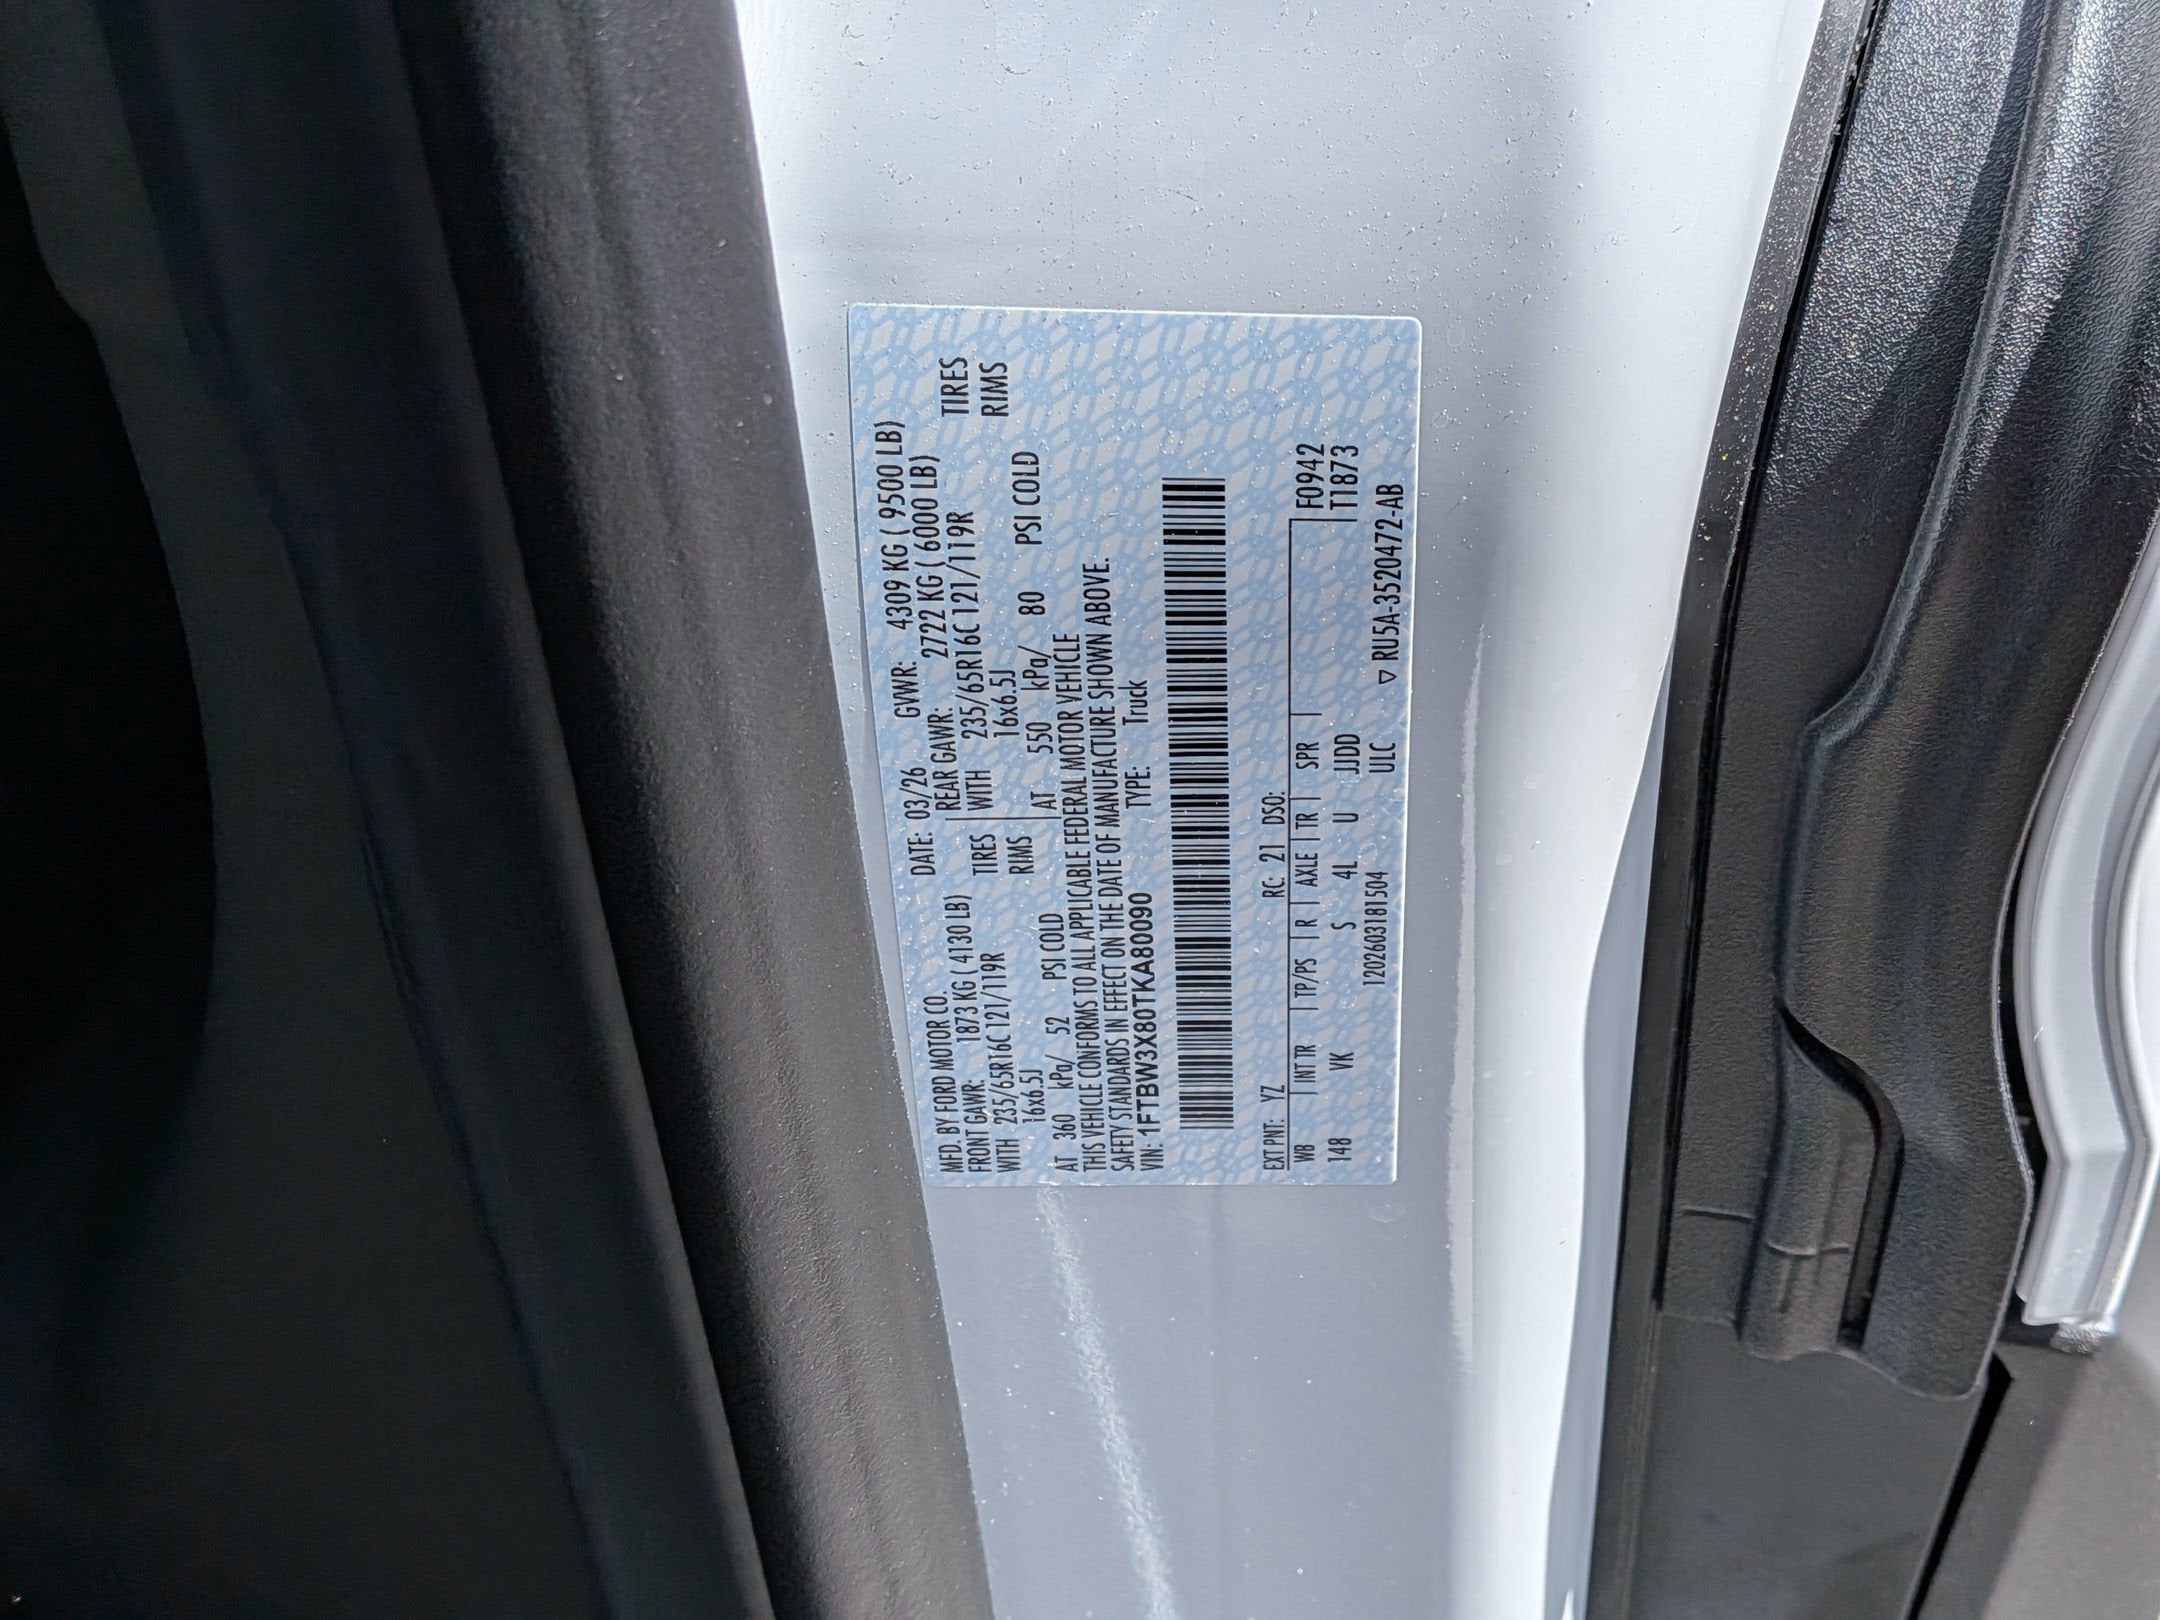 MFD. BY FORD MOTOR CO. DATE: 03/26 GVWR: 4309 KG ( 9500 LB)
FRONT GAWR: 1873 KG ( 4130 LB) REAR GAWR: 2722 KG ( 6000 LB)
WITH 235/65R16C 121/119R TIRES WITH 235/65R16C 121/119R TIRES
16x6.5J RIMS 16x6.5J RIMS
AT 360 kPa/ 52 PSI COLD AT 550 kPa/ 80 PSI COLD
THIS VEHICLE CONFORMS TO ALL APPLICABLE FEDERAL MOTOR VEHICLE
SAFETY STANDARDS IN EFFECT ON THE DATE OF MANUFACTURE SHOWN ABOVE.
VIN: 1FTBW3X80TKA80090 TYPE: Truck
EXT PNT: YZ RC: 21 DSO:
WB | INT TR | TP/PS | R | AXLE | TR | SPR | F0942
148 VK S 4L U JJDD T1873
1202603181504 ULC ▽ RU5A-3520472-AB